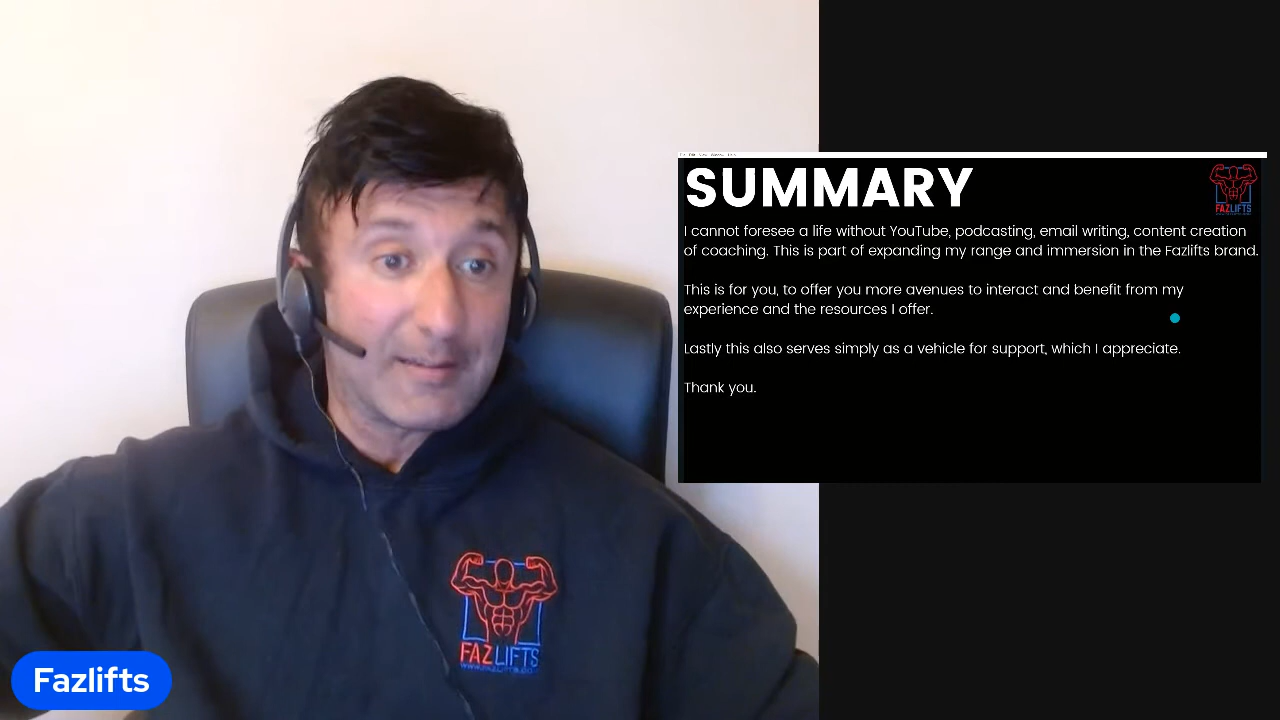 SUMMARY
FAZLIFTS
I cannot foresee a life without YouTube, podcasting, email writing, content creation
of coaching. This is part of expanding my range and immersion in the Fazlifts brand.
This is for you, to offer you more avenues to interact and benefit from my
experience and the resources I offer.
Lastly this also serves simply as a vehicle for support, which I appreciate.
Thank you.
FAZLIFTS
Fazlifts